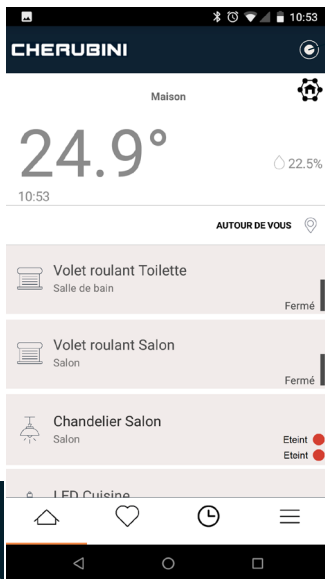 10:53
CHERUBINI
Maison
24.9°
22.5%
10:53
AUTOUR DE VOUS
Volet roulant Toilette
Salle de bain
Fermé
Volet roulant Salon
Salon
Fermé
Chandelier Salon
Salon
Eteint
Eteint
LED Cuisine